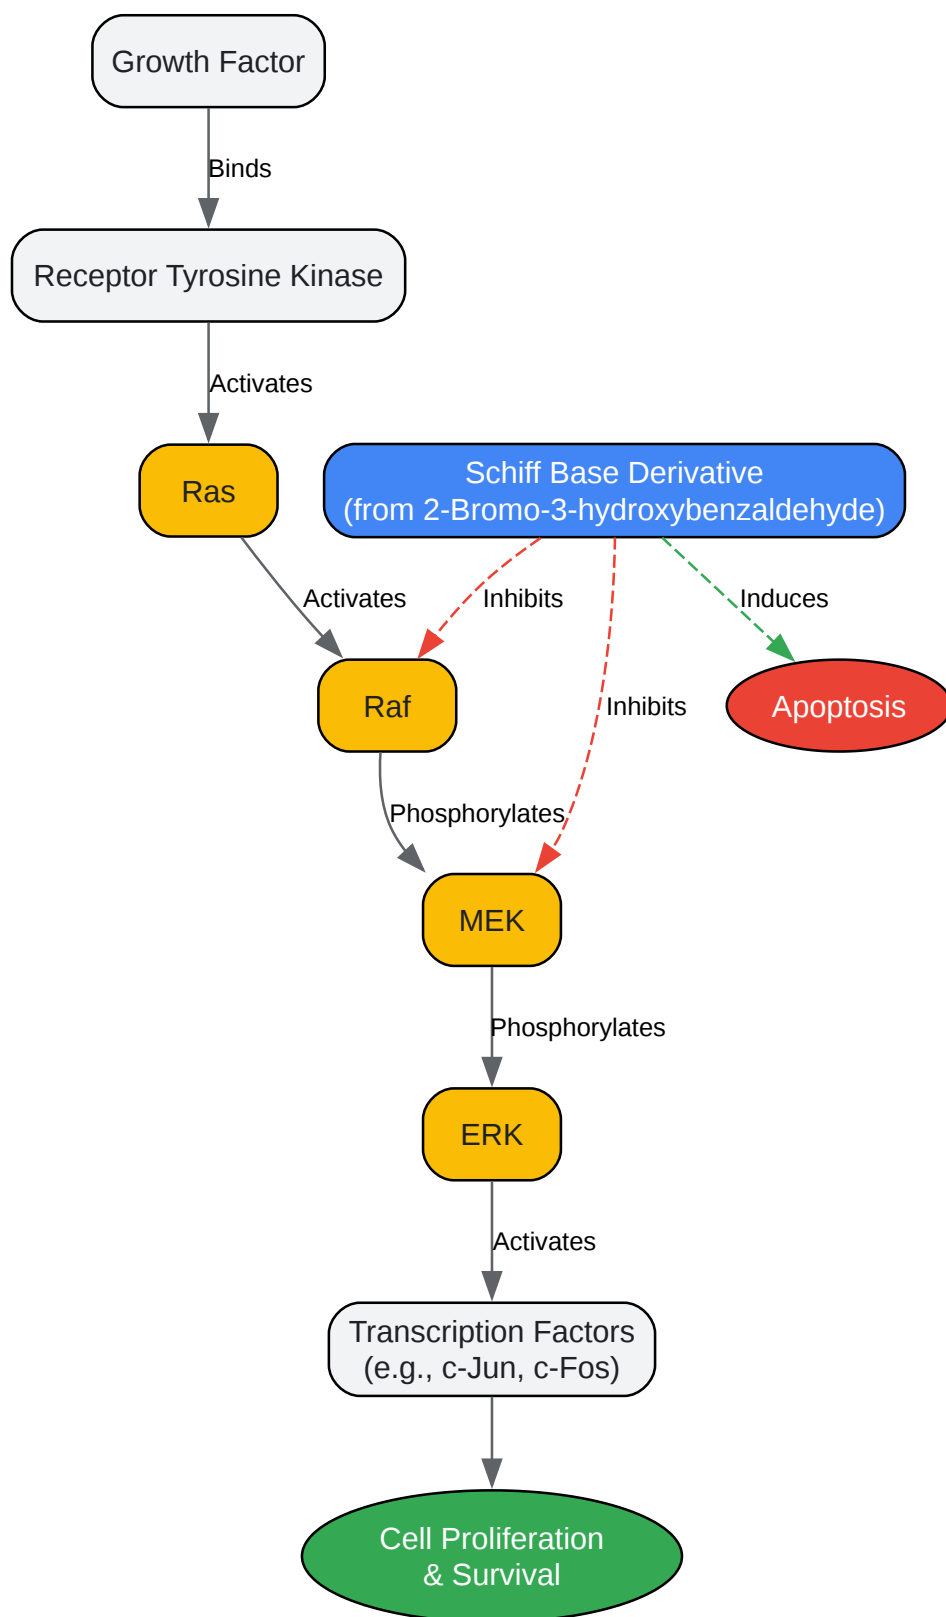 Growth Factor
Binds
Receptor Tyrosine Kinase
Activates
Ras
Schiff Base Derivative
(from 2-Bromo-3-hydroxybenzaldehyde)
Activates
Inhibits
Induces
Raf
Inhibits
Apoptosis
Phosphorylates
MEK
Phosphorylates
ERK
Activates
Transcription Factors
(e.g., c-Jun, c-Fos)
Cell Proliferation
& Survival